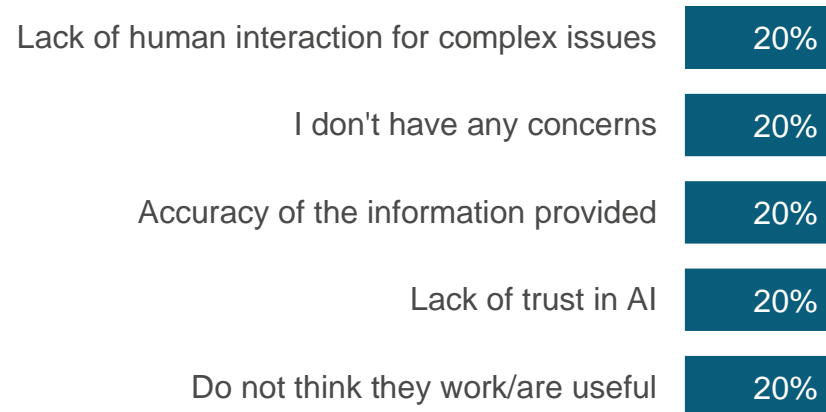 Lack of human interaction for complex issues 20%
I don't have any concerns 20%
Accuracy of the information provided 20%
Lack of trust in AI 20%
Do not think they work/are useful 20%